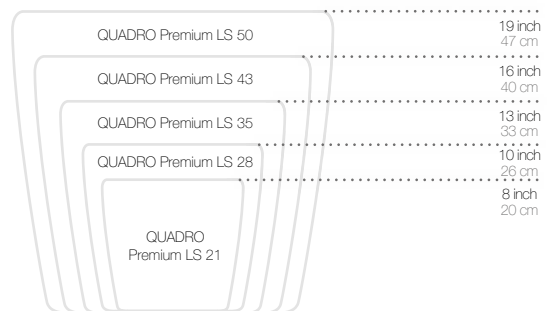 QUADRO Premium LS 50
19 inch
47 cm
QUADRO Premium LS 43
16 inch
40 cm
QUADRO Premium LS 35
13 inch
33 cm
QUADRO Premium LS 28
10 inch
26 cm
8 inch
20 cm
QUADRO
Premium LS 21